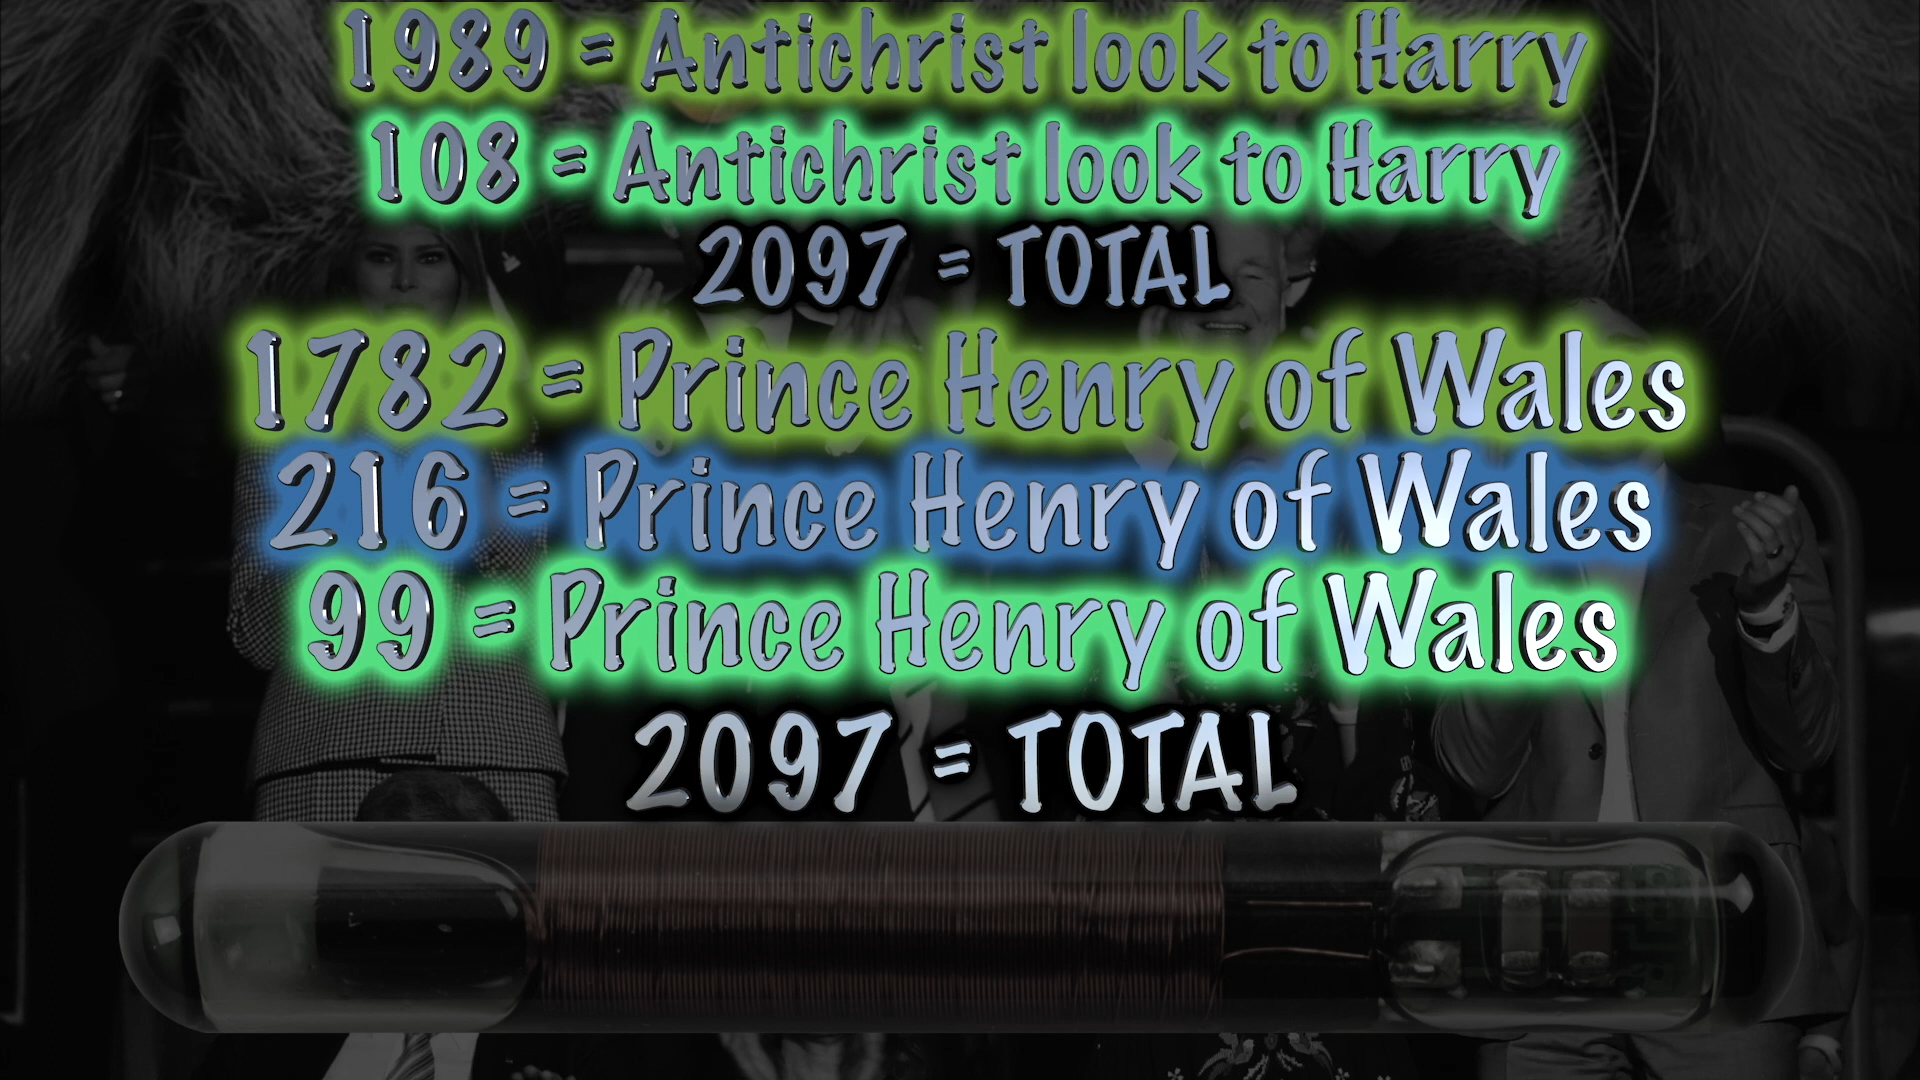 1989 = Antichrist look to Harry
108 = Antichrist look to Harry
2097 = TOTAL
1782 = Prince Henry of Wales
216 = Prince Henry of Wales
99 = Prince Henry of Wales
2097 = TOTAL